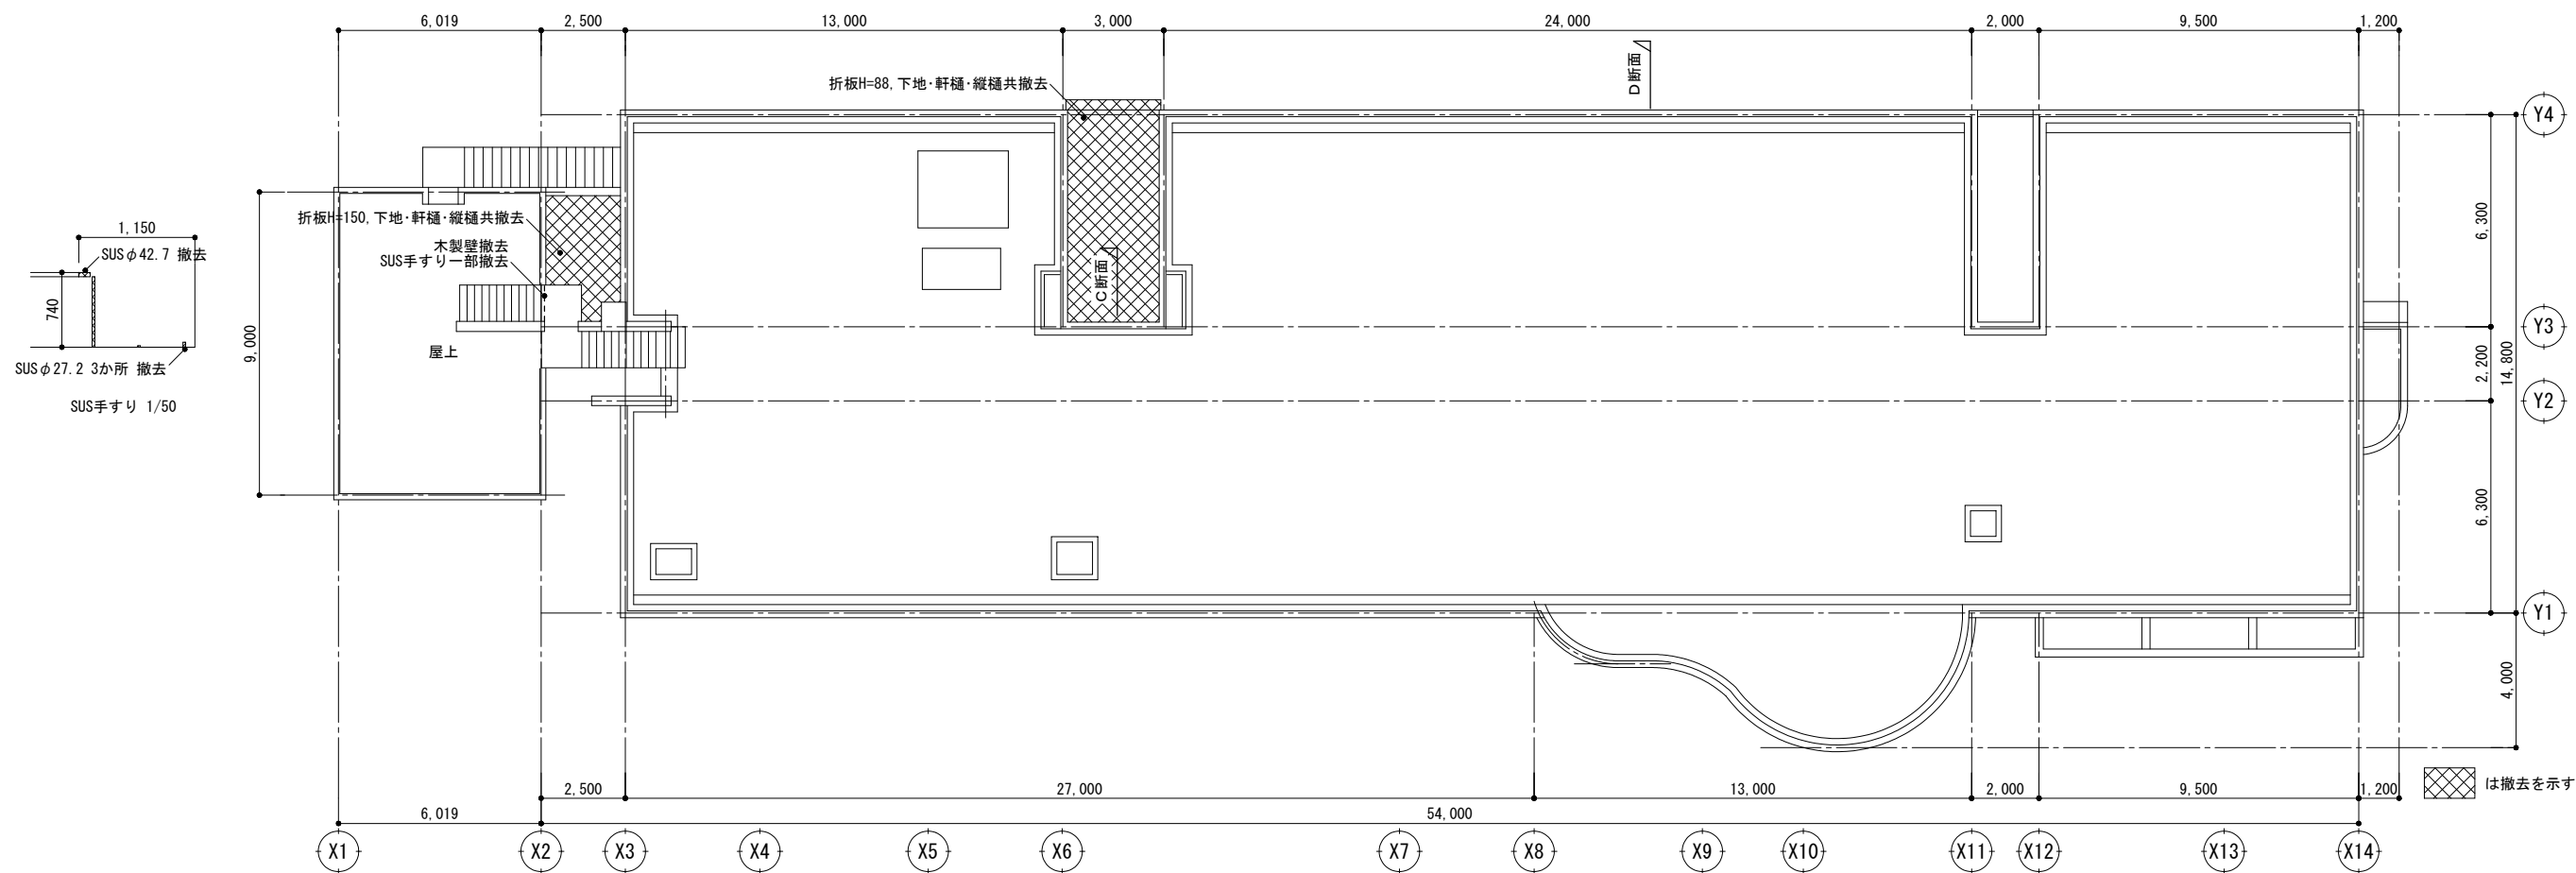 6,019
2,500
13,000
3,000
24,000
2,000
9,500
1,200
D断面
折板H=88,下地･軒樋･縦樋共撤去
Y4
折板H=150,下地･軒樋･縦樋共撤去
木製壁撤去
SUS手すり一部撤去
C断面
6,300
1,150
SUSφ42.7 撤去
740
SUSφ27.2 3か所 撤去
SUS手すり 1/50
9,000
屋上
Y3
2,200
14,800
Y2
6,300
Y1
4,000
は撤去を示す
2,500
27,000
13,000
2,000
9,500
1,200
6,019
54,000
X1
X2
X3
X4
X5
X6
X7
X8
X9
X10
X11
X12
X13
X14